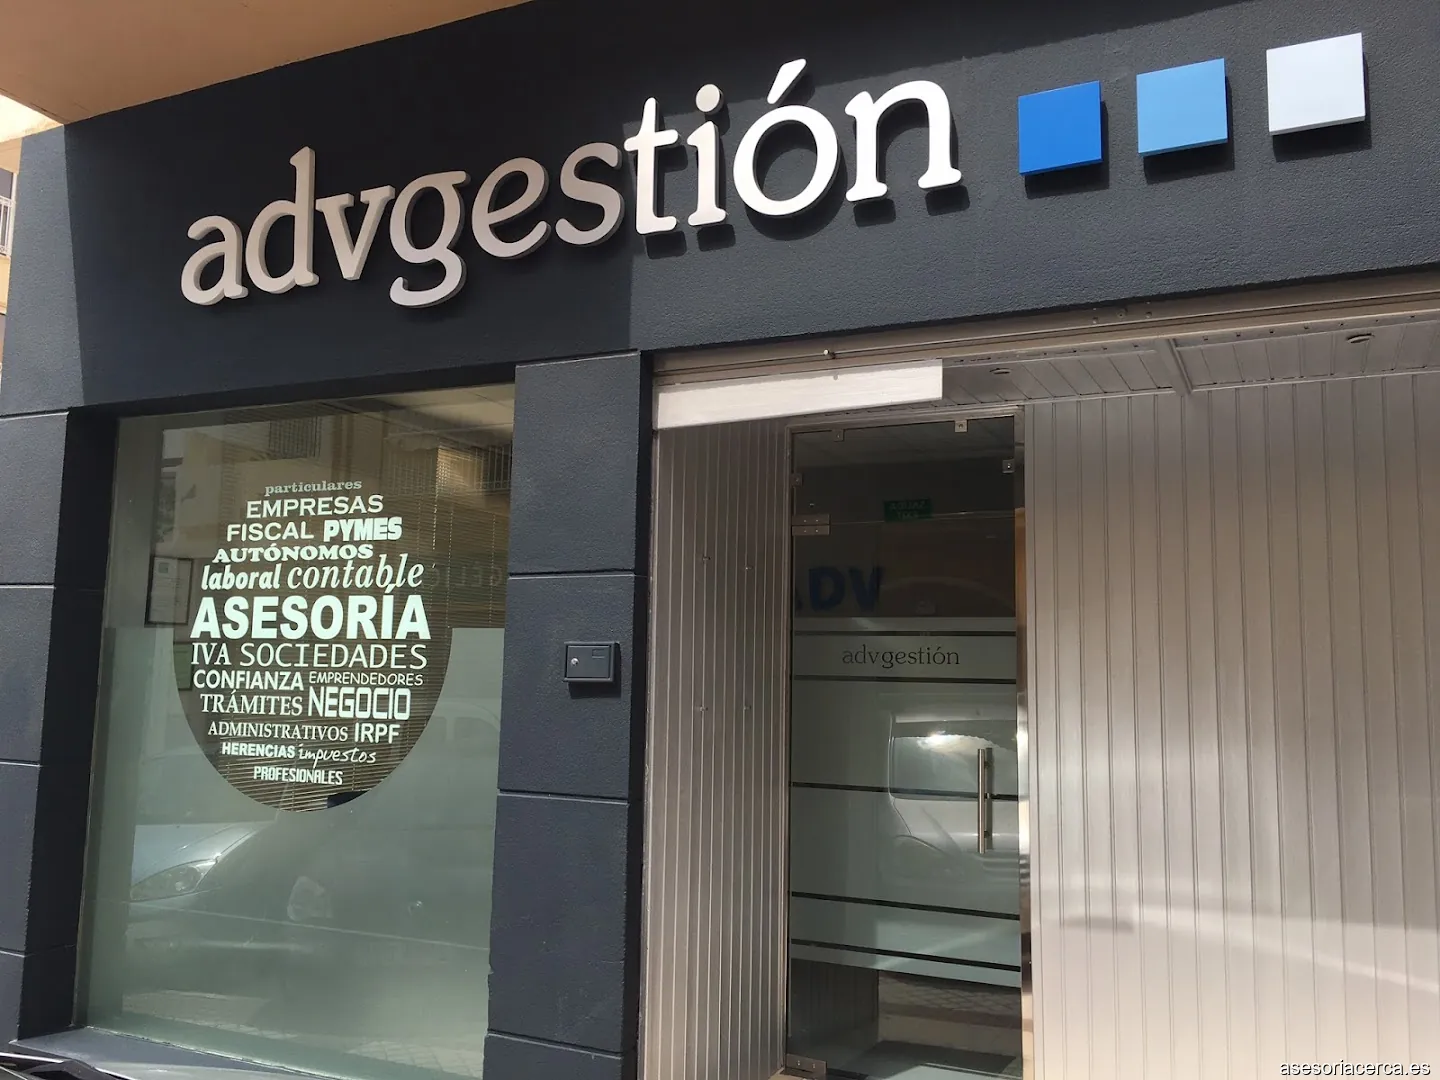 advgestión
particulares
EMPRESAS
FISCAL PYMES
AUTÓNOMOS
laboral contable
ASESORÍA
IVA SOCIEDADES
CONFIANZA EMPRENDEDORES
TRÁMITES NEGOCIO
ADMINISTRATIVOS IRPF
HERENCIAS impuestos
PROFESIONALES
ADV
advgestión
asesoriacerca.es